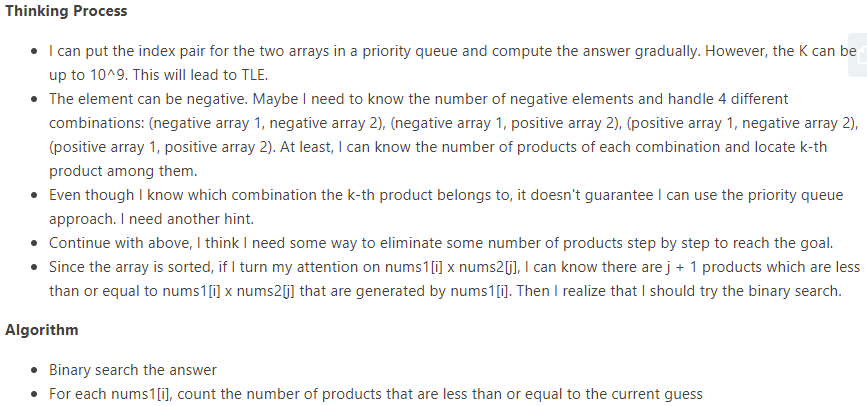 Thinking Process
• I can put the index pair for the two arrays in a priority queue and compute the answer gradually. However, the K can be
up to 10^9. This will lead to TLE.
• The element can be negative. Maybe I need to know the number of negative elements and handle 4 different
combinations: (negative array 1, negative array 2), (negative array 1, positive array 2), (positive array 1, negative array 2),
(positive array 1, positive array 2). At least, I can know the number of products of each combination and locate k-th
product among them.
• Even though I know which combination the k-th product belongs to, it doesn't guarantee I can use the priority queue
approach. I need another hint.
• Continue with above, I think I need some way to eliminate some number of products step by step to reach the goal.
• Since the array is sorted, if I turn my attention on nums1[i] x nums2[j], I can know there are j + 1 products which are less
than or equal to nums1[i] x nums2[j] that are generated by nums1[i]. Then I realize that I should try the binary search.
Algorithm
• Binary search the answer
• For each nums1[i], count the number of products that are less than or equal to the current guess